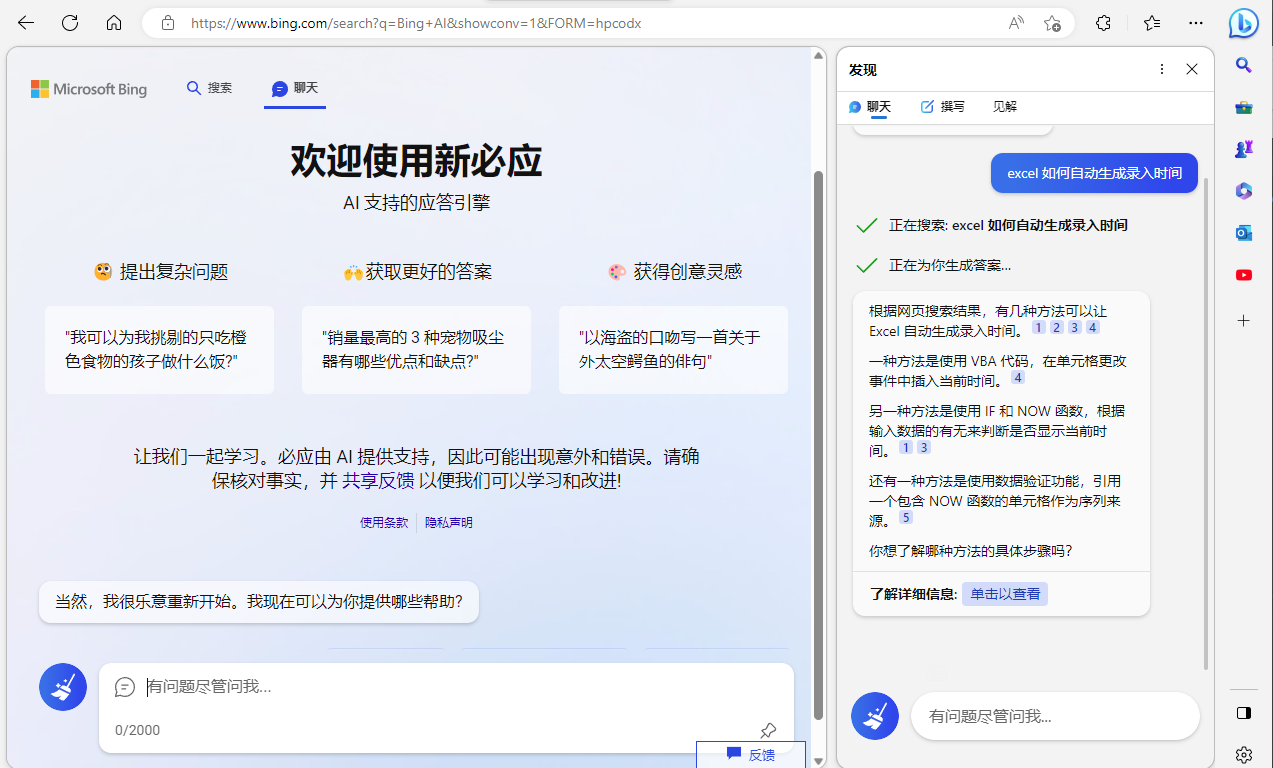 https://www.bing.com/search?q=Bing+AI&showconv=1&FORM=hpcodx
Microsoft Bing
搜索
聊天
欢迎使用新必应
AI 支持的应答引擎
提出复杂问题
获取更好的答案
获得创意灵感
"我可以为我挑剔的只吃橙
色食物的孩子做什么饭?"
"销量最高的 3 种宠物吸尘
器有哪些优点和缺点?"
"以海盗的口吻写一首关于
外太空鳄鱼的俳句"
让我们一起学习。必应由 AI 提供支持，因此可能出现意外和错误。请确
保核对事实，并 共享反馈 以便我们可以学习和改进!
使用条款
隐私声明
当然，我很乐意重新开始。我现在可以为你提供哪些帮助?
有问题尽管问我...
0/2000
反馈
发现
聊天
撰写
见解
excel 如何自动生成录入时间
正在搜索: excel 如何自动生成录入时间
正在为你生成答案...
根据网页搜索结果，有几种方法可以让
Excel 自动生成录入时间。 1 2 3 4
一种方法是使用 VBA 代码，在单元格更改
事件中插入当前时间。 4
另一种方法是使用 IF 和 NOW 函数，根据
输入数据的有无来判断是否显示当前时
间。 1 3
还有一种方法是使用数据验证功能，引用
一个包含 NOW 函数的单元格作为序列来
源。 5
你想了解哪种方法的具体步骤吗?
了解详细信息: 单击以查看
有问题尽管问我...